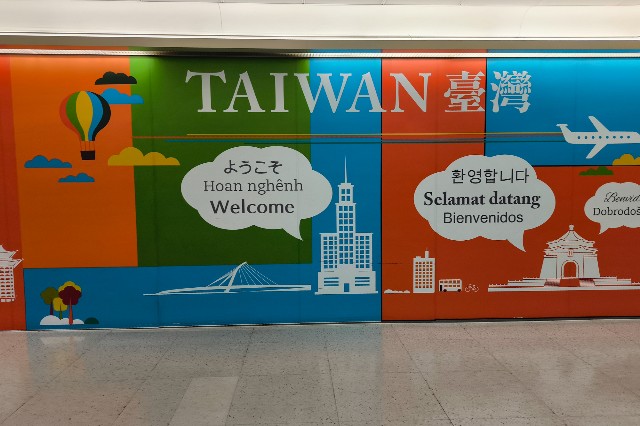 TAIWAN 臺灣
ようこそ
Hoan nghênh
Welcome
환영합니다
Selamat datang
Bienvenidos